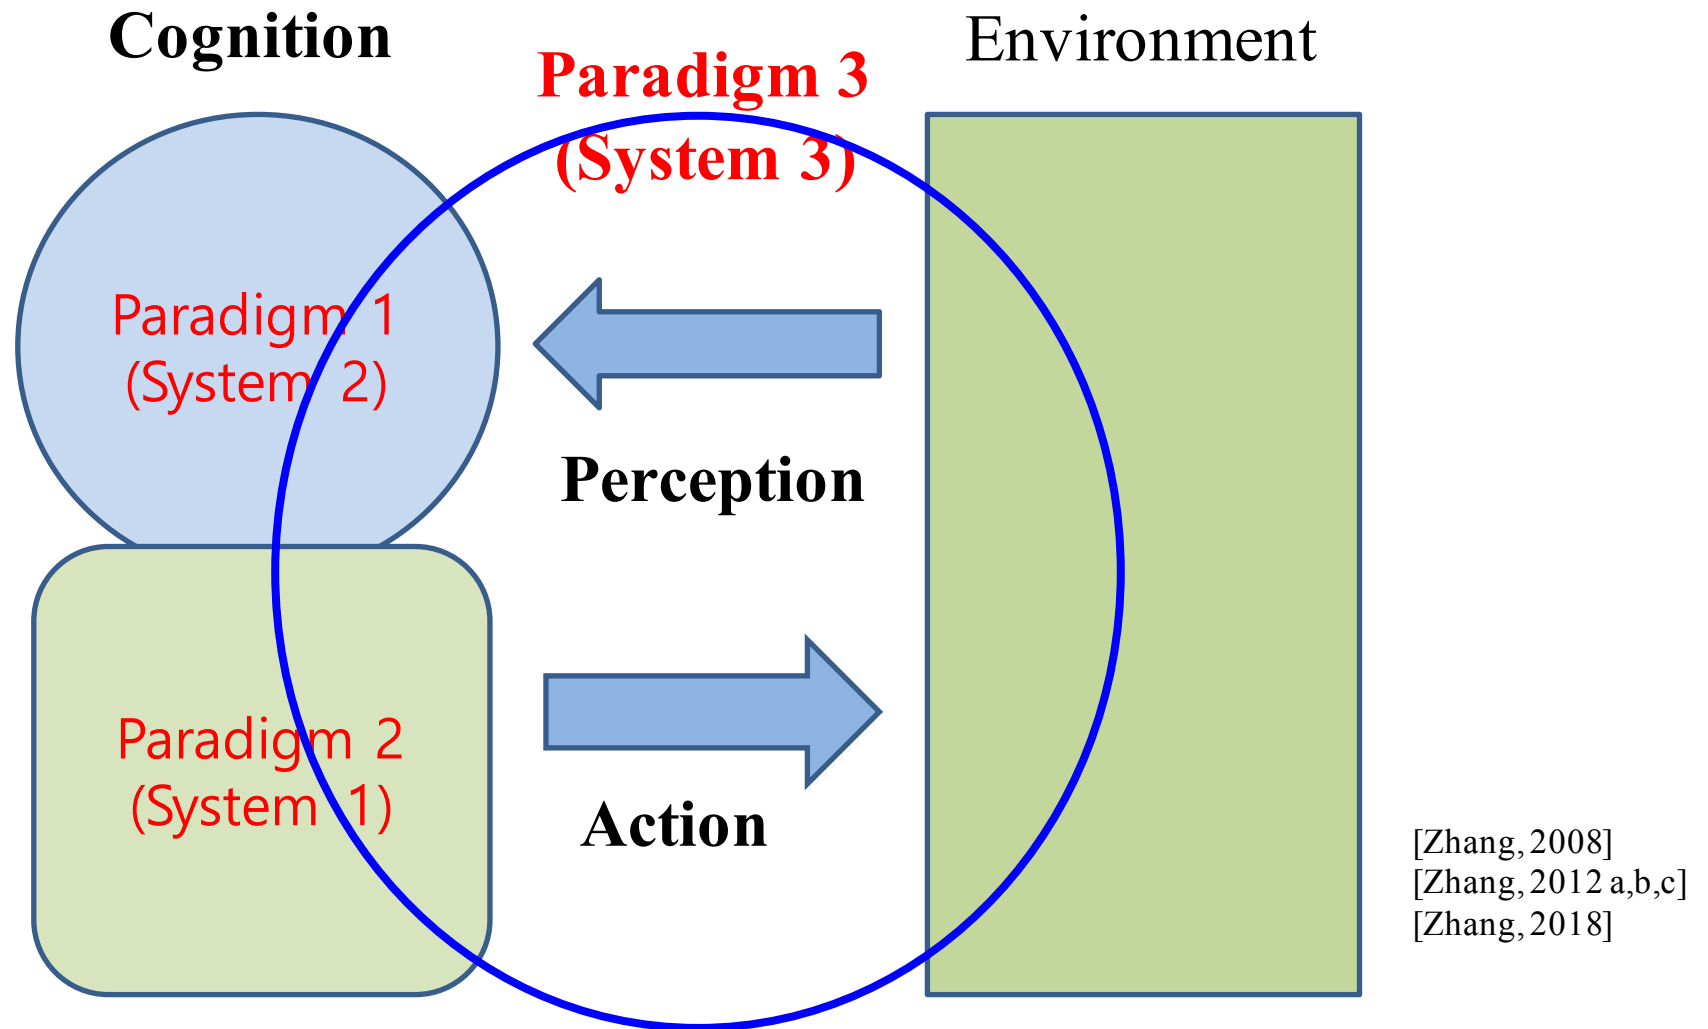 Cognition
Paradigm 3
(System 3)
Environment
Paradigm 1
(System 2)
Perception
Paradigm 2
(System 1)
Action
[Zhang, 2008]
[Zhang, 2012 a,b,c]
[Zhang, 2018]